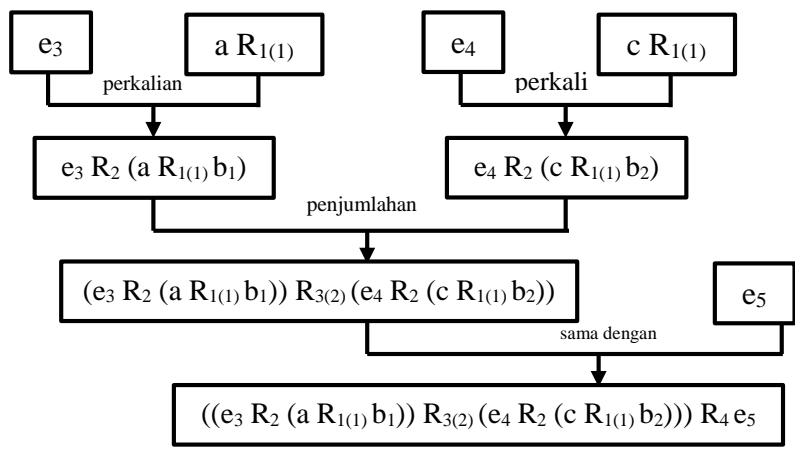 e₃ a R₁₍₁₎ e₄ c R₁₍₁₎
perkalian perkali
e₃ R₂ (a R₁₍₁₎ b₁) e₄ R₂ (c R₁₍₁₎ b₂)
penjumlahan
(e₃ R₂ (a R₁₍₁₎ b₁)) R₃₍₂₎ (e₄ R₂ (c R₁₍₁₎ b₂)) e₅
sama dengan
((e₃ R₂ (a R₁₍₁₎ b₁)) R₃₍₂₎ (e₄ R₂ (c R₁₍₁₎ b₂))) R₄ e₅